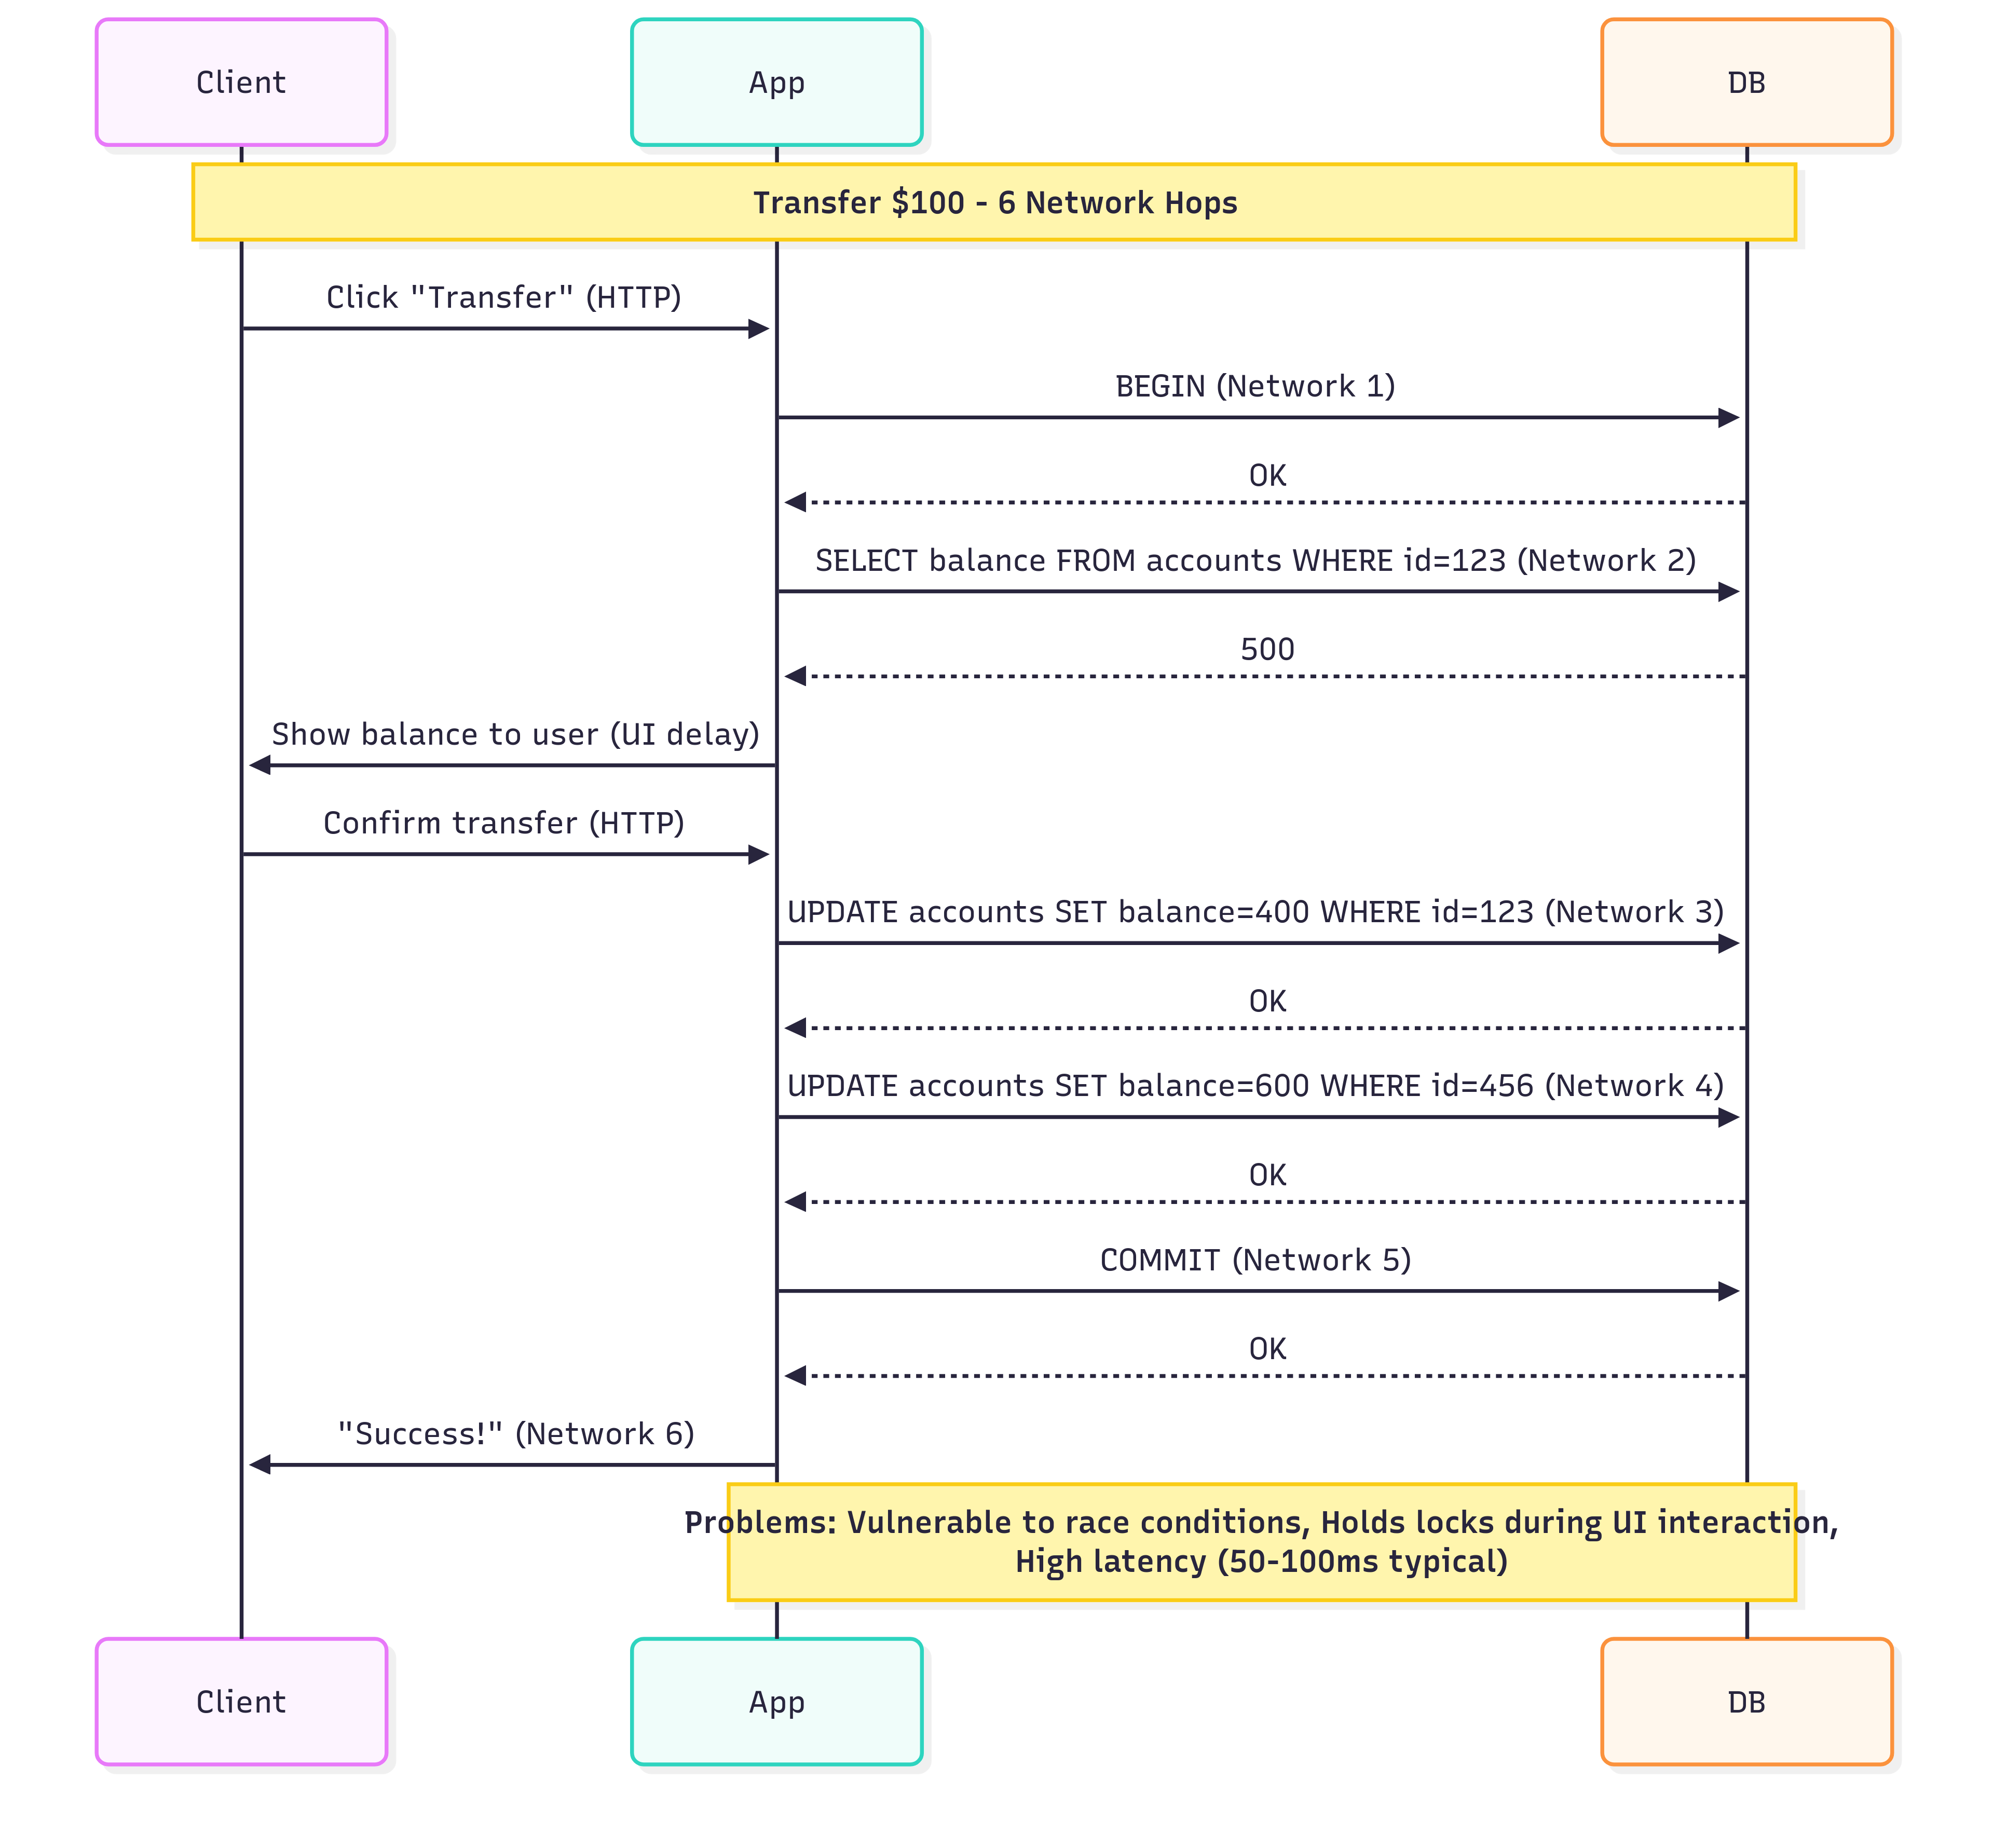 Client
App
DB
Transfer $100 - 6 Network Hops
Click "Transfer" (HTTP)
BEGIN (Network 1)
OK
SELECT balance FROM accounts WHERE id=123 (Network 2)
500
Show balance to user (UI delay)
Confirm transfer (HTTP)
UPDATE accounts SET balance=400 WHERE id=123 (Network 3)
OK
UPDATE accounts SET balance=600 WHERE id=456 (Network 4)
OK
COMMIT (Network 5)
OK
"Success!" (Network 6)
Problems: Vulnerable to race conditions, Holds locks during UI interaction,
High latency (50-100ms typical)
Client
App
DB